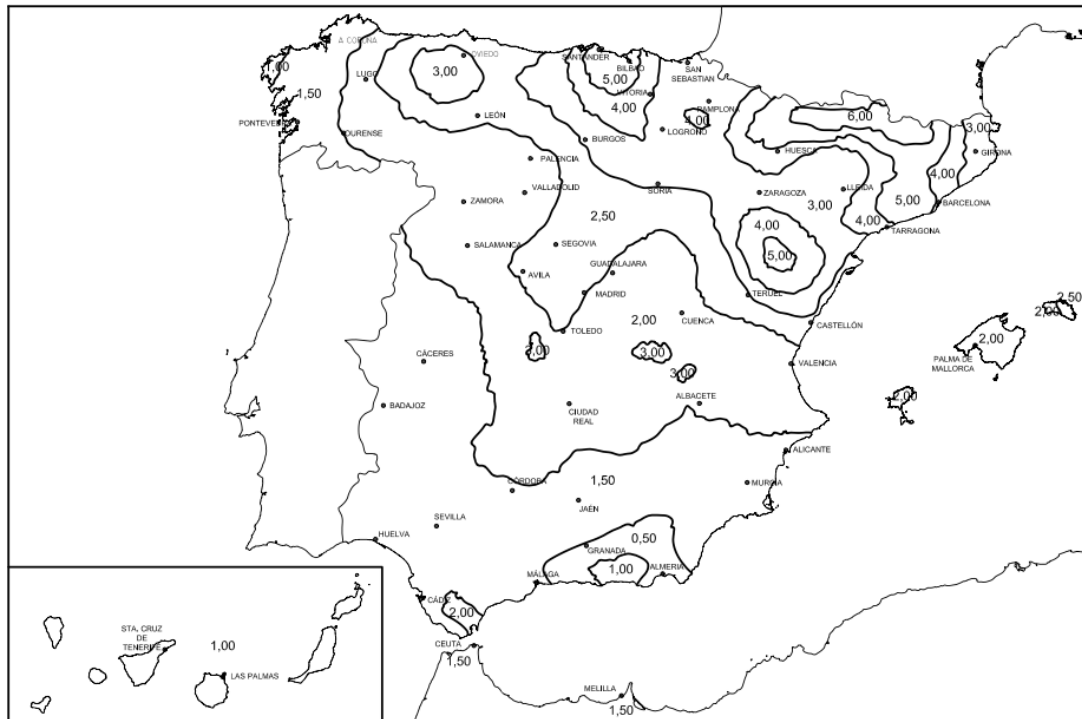 A CORUÑA
OVIEDO
SANTANDER
BILBAO
SAN
SEBASTIAN
1,00
LUGO
3,00
5,00
VITORIA
1,50
4,00
PAMPLONA
PONTEVEDRA
LEÓN
4,00
6,00
OURENSE
LOGROÑO
3,00
BURGOS
HUESCA
GIRONA
PALENCIA
4,00
VALLADOLID
SORIA
ZARAGOZA
LLEIDA
ZAMORA
3,00
5,00
BARCELONA
2,50
4,00
4,00
TARRAGONA
SALAMANCA
SEGOVIA
5,00
GUADALAJARA
AVILA
MADRID
TERUEL
2,50
2,00
2,00
CUENCA
CASTELLÓN
TOLEDO
2,00
3,00
3,00
VALENCIA
PALMA DE
MALLORCA
CÁCERES
3,00
2,00
BADAJOZ
CIUDAD
REAL
ALBACETE
ALICANTE
1,50
CÓRDOBA
MURCIA
JAÉN
SEVILLA
HUELVA
0,50
GRANADA
1,00
ALMERIA
MÁLAGA
CÁDIZ
2,00
STA. CRUZ
DE
TENERIFE
1,00
CEUTA
1,50
LAS PALMAS
MELILLA
1,50